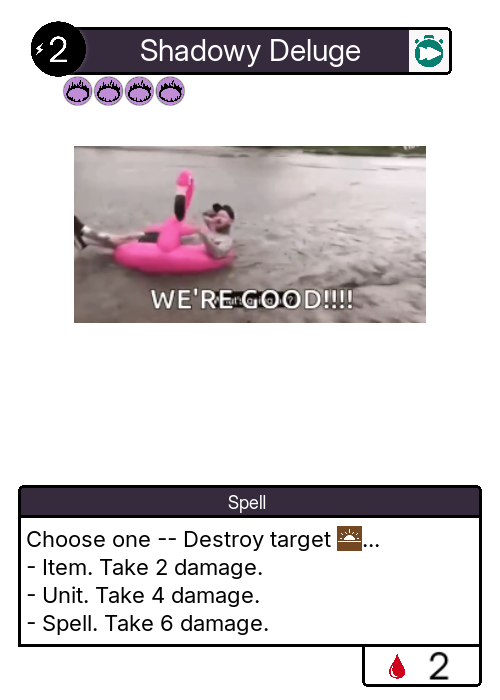 2
Shadowy Deluge
WE'RE GOOD!!!!
Spell
Choose one -- Destroy target ...
- Item. Take 2 damage.
- Unit. Take 4 damage.
- Spell. Take 6 damage.
2